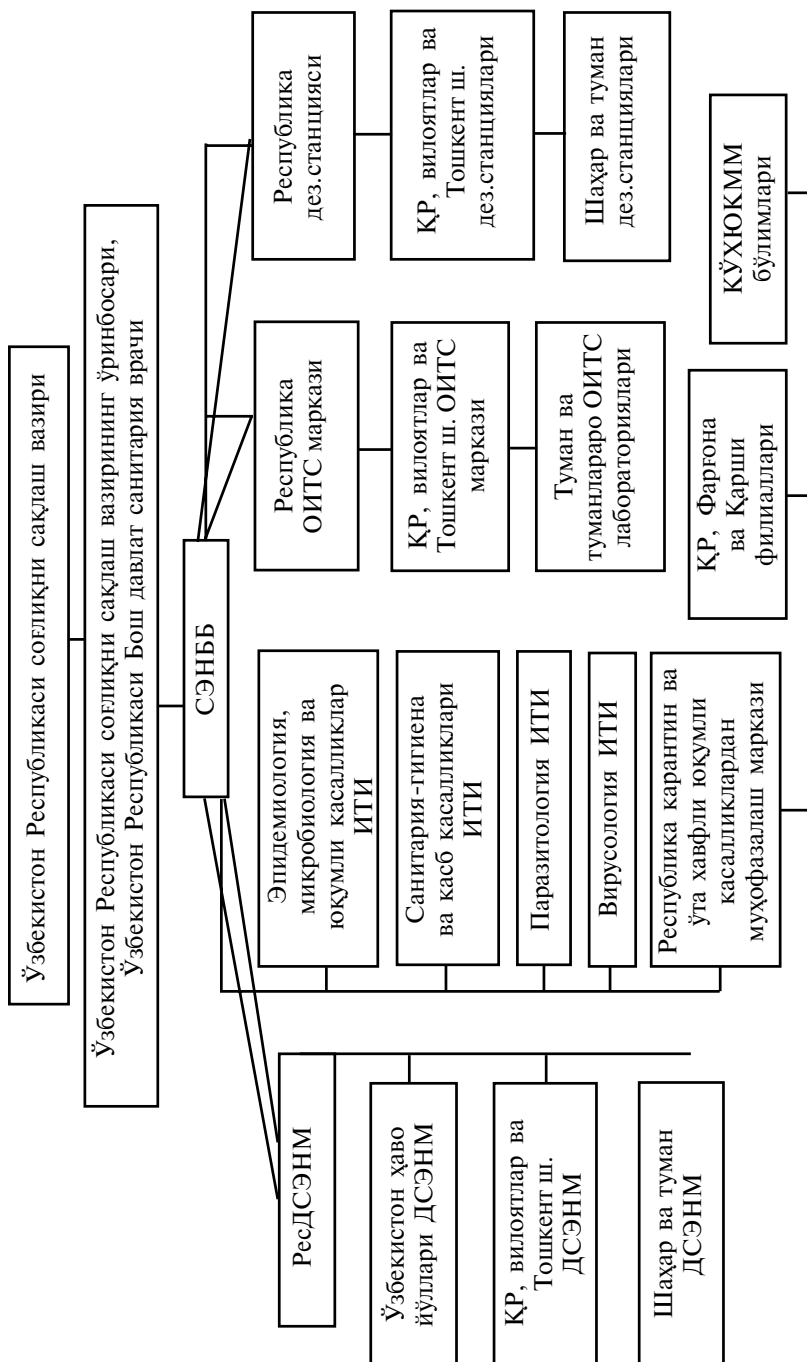 Ўзбекистон Республикаси соғлиқни сақлаш вазири
Ўзбекистон Республикаси соғлиқни сақлаш вазирининг ўринбосари,
Ўзбекистон Республикаси Бош давлат санитария врачи
СЭНББ
РесДСЭНМ
Ўзбекистон ҳаво
йўллари ДСЭНМ
ҚР, вилоятлар ва
Тошкент ш.
ДСЭНМ
Шаҳар ва туман
ДСЭНМ
Эпидемиология,
микробиология ва
юқумли касалликлар
ИТИ
Санитария-гигиена
ва касб касалликлари
ИТИ
Паразитология ИТИ
Вирусология ИТИ
Республика карантин ва
ўта хавфли юқумли
касалликлардан
муҳофазалаш маркази
Республика
ОИТС маркази
ҚР, вилоятлар ва
Тошкент ш. ОИТС
маркази
Туман ва
туманлараро ОИТС
лабораториялари
ҚР, Фарғона
ва Қарши
филиаллари
Республика
дез.станцияси
ҚР, вилоятлар ва
Тошкент ш.
дез.станциялари
Шаҳар ва туман
дез.станциялари
КЎХЮКММ
бўлимлари